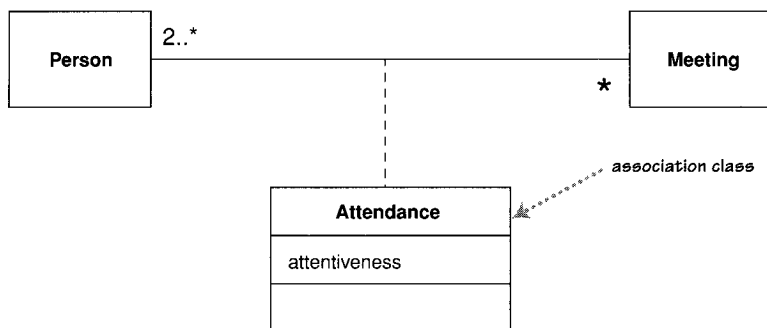 2..*
Person
Meeting
*
association class
Attendance
attentiveness